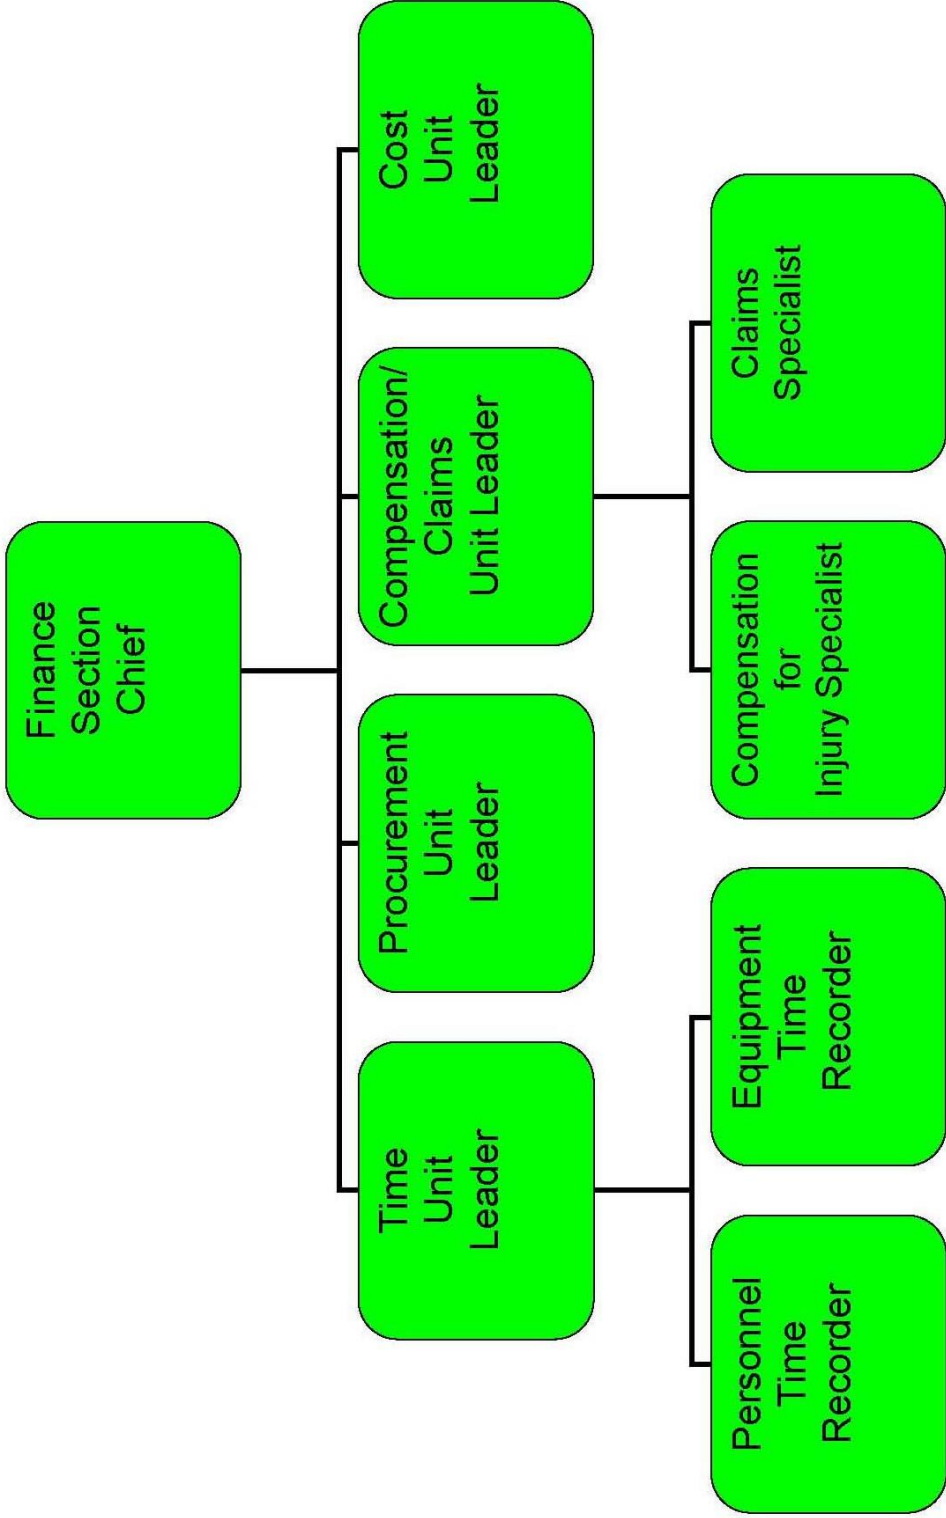 Finance
Section
Chief
Time
Unit
Leader
Procurement
Unit
Leader
Compensation/
Claims
Unit Leader
Cost
Unit
Leader
Personnel
Time
Recorder
Equipment
Time
Recorder
Compensation
for
Injury Specialist
Claims
Specialist